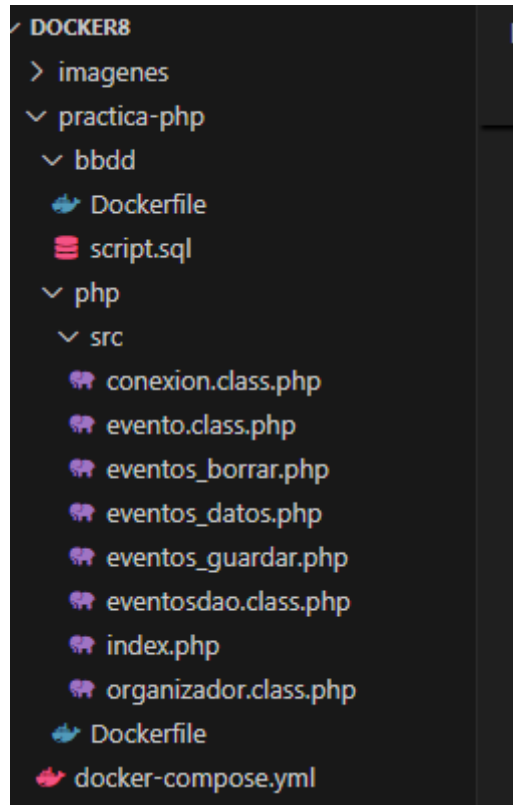 DOCKER8
imagenes
practica-php
bbdd
Dockerfile
script.sql
php
src
conexion.class.php
evento.class.php
eventos_borrar.php
eventos_datos.php
eventos_guardar.php
eventosdao.class.php
index.php
organizador.class.php
Dockerfile
docker-compose.yml